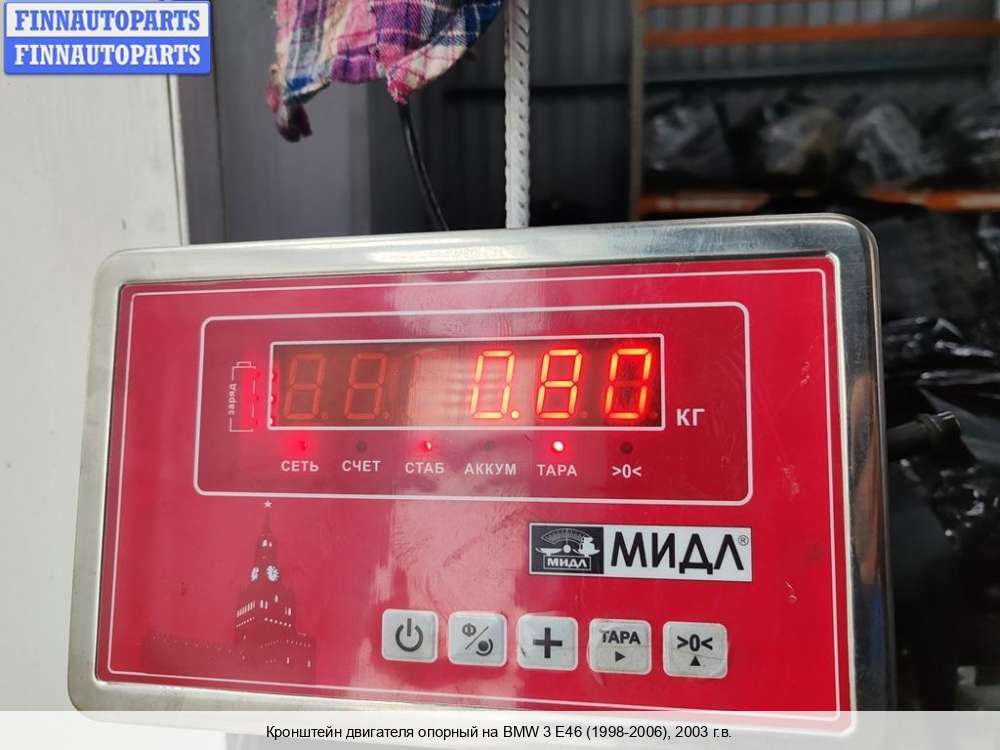 FINNAUTOPARTS
FINNAUTOPARTS
заряд
0.80 КГ
СЕТЬ СЧЕТ СТАБ АККУМ ТАРА >0<
МИДЛ МИДЛ®
Ф ТАРА >0<
Кронштейн двигателя опорный на BMW 3 E46 (1998-2006), 2003 г.в.